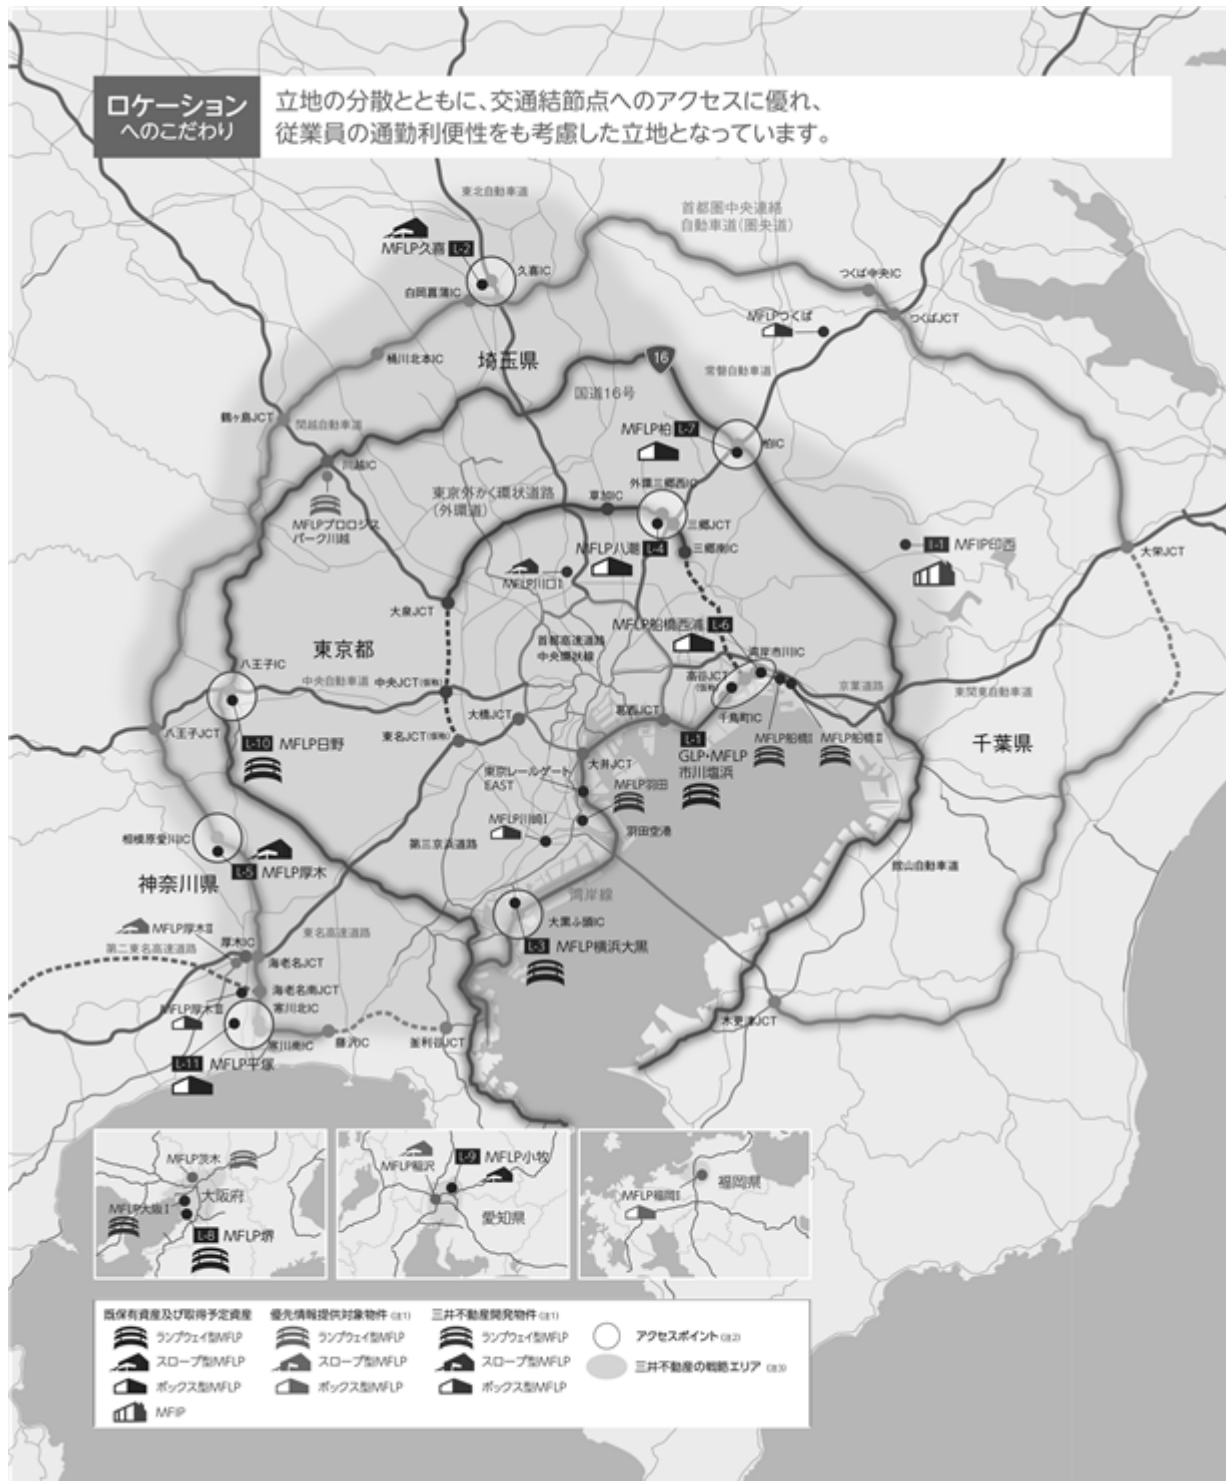 ロケーション
へのこだわり
立地の分散とともに、交通結節点へのアクセスに優れ、
従業員の通勤利便性をも考慮した立地となっています。
東北自動車道
首都圏中央連絡
自動車道(圏央道)
MFLP久喜 L-2
久喜IC
白岡菖蒲IC
つくば中央IC
つくばJCT
MFLPつくば
桶川北本IC
埼玉県
16
常磐自動車道
国道16号
鶴ヶ島JCT
関越自動車道
MFLP柏 L-7
柏IC
川越IC
外環三郷西IC
東京外かく環状道路
(外環道)
草加IC
MFLPプロロジス
パーク川越
三郷JCT
MFLP八潮 L-4
三郷南IC
L-1 MFIP印西
大栄JCT
MFLP川口I
大泉JCT
東京都
首都高速道路
中央環状線
MFLP船橋西浦 L-6
湾岸市川IC
八王子IC
中央自動車道
中央JCT(仮称)
高谷JCT
(仮称)
京葉道路
東関東自動車道
大橋JCT
葛西JCT
千鳥町IC
八王子JCT
東名JCT(仮称)
千葉県
L-10 MFLP日野
L-1
GLP・MFLP
市川塩浜
MFLP船橋I
MFLP船橋II
大井JCT
東京レールゲート
EAST
MFLP羽田
MFLP川崎I
羽田空港
相模原愛川IC
第三京浜道路
館山自動車道
L-5 MFLP厚木
神奈川県
湾岸線
大黒ふ頭IC
MFLP厚木II
東名高速道路
第二東名高速道路
厚木IC
L-3 MFLP横浜大黒
海老名JCT
海老名南JCT
MFLP厚木III
寒川北IC
木更津JCT
寒川南IC
藤沢IC
釜利谷JCT
L-11 MFLP平塚
MFLP茨木
大阪府
MFLP大阪I
L-8 MFLP堺
L-9 MFLP小牧
MFLP稲沢
愛知県
福岡県
MFLP福岡I
既保有資産及び取得予定資産
ランプウェイ型MFLP
スロープ型MFLP
ボックス型MFLP
MFIP
優先情報提供対象物件(注1)
ランプウェイ型MFLP
スロープ型MFLP
ボックス型MFLP
三井不動産開発物件(注1)
ランプウェイ型MFLP
スロープ型MFLP
ボックス型MFLP
アクセスポイント(注2)
三井不動産の戦略エリア(注3)